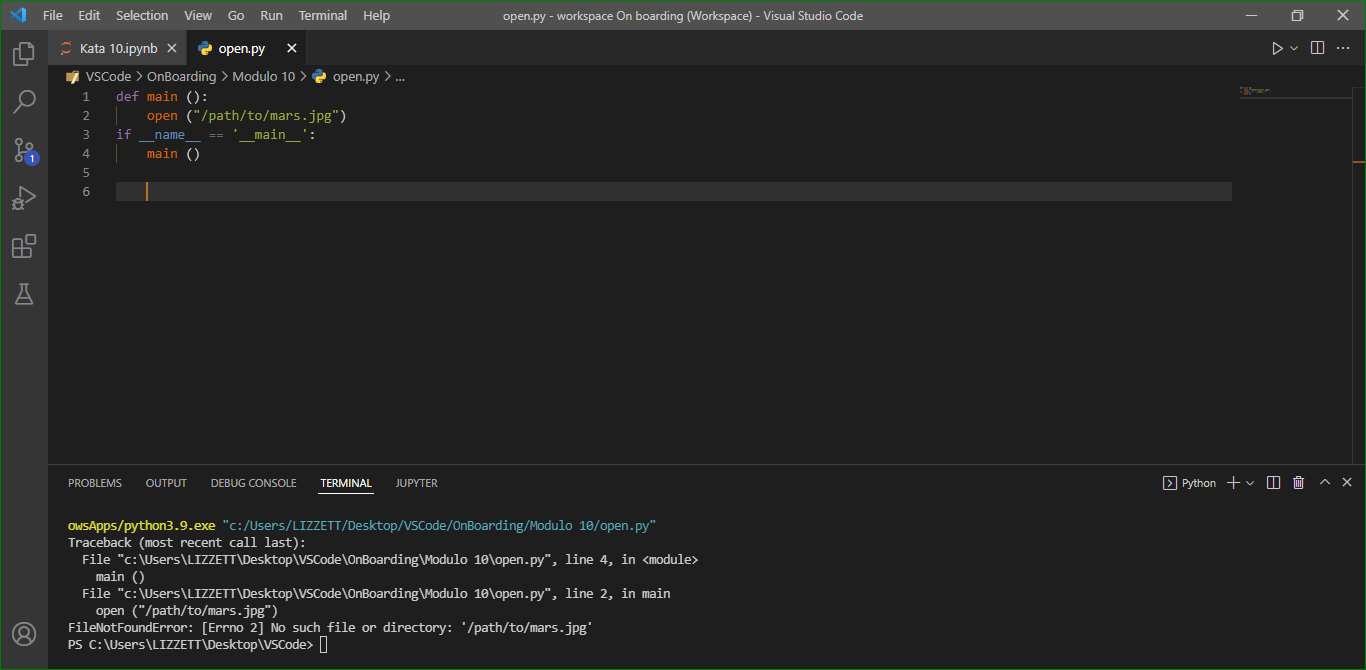 File Edit Selection View Go Run Terminal Help open.py - workspace On boarding (Workspace) - Visual Studio Code
Kata 10.ipynb open.py
VSCode > OnBoarding > Modulo 10 > open.py > ...
1 def main ():
2 open ("/path/to/mars.jpg")
3 if __name__ == '__main__':
4 main ()
5
6
1
PROBLEMS OUTPUT DEBUG CONSOLE TERMINAL JUPYTER Python
owsApps/python3.9.exe "c:/Users/LIZZETT/Desktop/VSCode/OnBoarding/Modulo 10/open.py"
Traceback (most recent call last):
File "c:\Users\LIZZETT\Desktop\VSCode\OnBoarding\Modulo 10\open.py", line 4, in <module>
main ()
File "c:\Users\LIZZETT\Desktop\VSCode\OnBoarding\Modulo 10\open.py", line 2, in main
open ("/path/to/mars.jpg")
FileNotFoundError: [Errno 2] No such file or directory: '/path/to/mars.jpg'
PS C:\Users\LIZZETT\Desktop\VSCode>